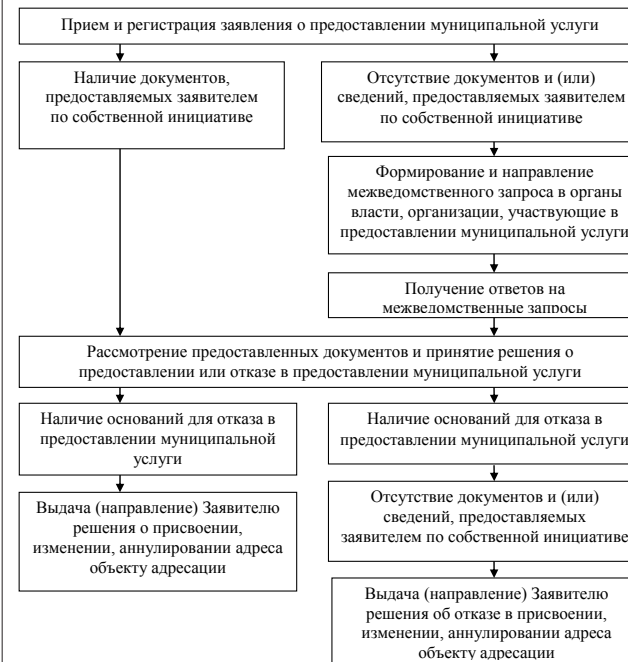 Прием и регистрация заявления о предоставлении муниципальной услуги
Наличие документов,
предоставляемых заявителем
по собственной инициативе
Отсутствие документов и (или)
сведений, предоставляемых заявителем
по собственной инициативе
Формирование и направление
межведомственного запроса в органы
власти, организации, участвующие в
предоставлении муниципальной услуги
Получение ответов на
межведомственные запросы
Рассмотрение предоставленных документов и принятие решения о
предоставлении или отказе в предоставлении муниципальной услуги
Наличие оснований для отказа в
предоставлении муниципальной
услуги
Наличие оснований для отказа в
предоставлении муниципальной услуги
Выдача (направление) Заявителю
решения о присвоении,
изменении, аннулировании адреса
объекту адресации
Отсутствие документов и (или)
сведений, предоставляемых
заявителем по собственной инициативе
Выдача (направление) Заявителю
решения об отказе в присвоении,
изменении, аннулировании адреса
объекту адресации